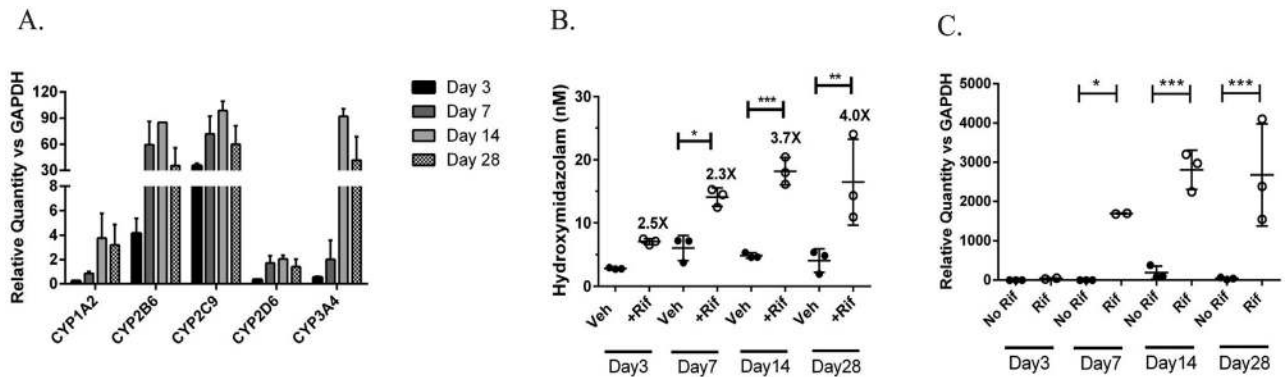 A.
Relative Quantity vs GAPDH
120
90
60
30
8
6
4
2
0
CYP1A2
CYP2B6
CYP2C9
CYP2D6
CYP3A4
Day 3
Day 7
Day 14
Day 28
B.
Hydroxymidazolam (nM)
30
20
10
0
2.5X
*
2.3X
***
3.7X
**
4.0X
Veh
+Rif
Veh
+Rif
Veh
+Rif
Veh
+Rif
Day3
Day7
Day14
Day28
C.
Relative Quantity vs GAPDH
5000
4000
3000
2000
1000
0
*
***
***
No Rif
Rif
No Rif
Rif
No Rif
Rif
No Rif
Rif
Day3
Day7
Day14
Day28